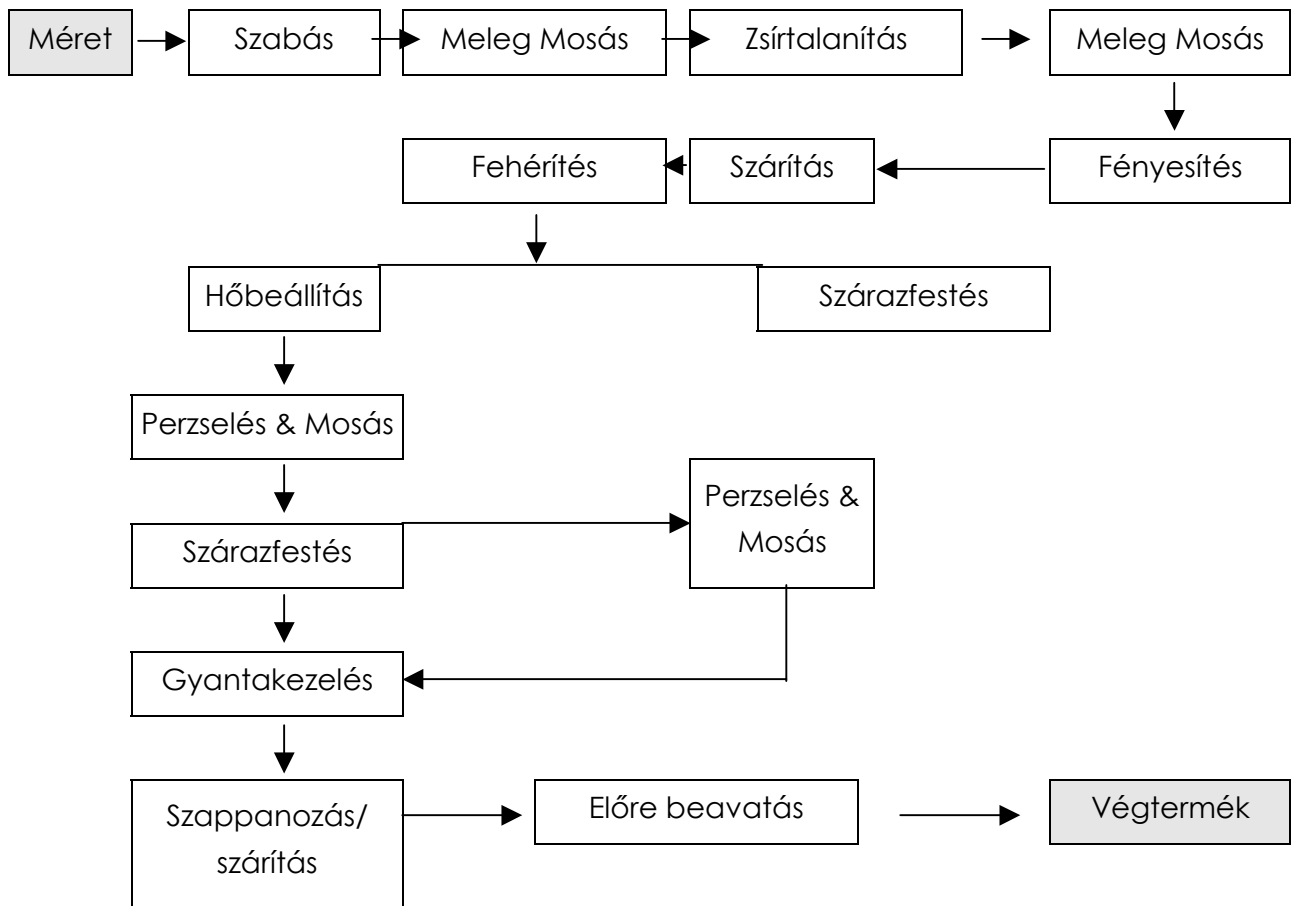 Méret
Szabás
Meleg Mosás
Zsírtalanítás
Meleg Mosás
Fehérítés
Szárítás
Fényesítés
Hőbeállítás
Szárazfestés
Perzselés & Mosás
Perzselés &
Mosás
Szárazfestés
Gyantakezelés
Szappanozás/
szárítás
Előre beavatás
Végtermék